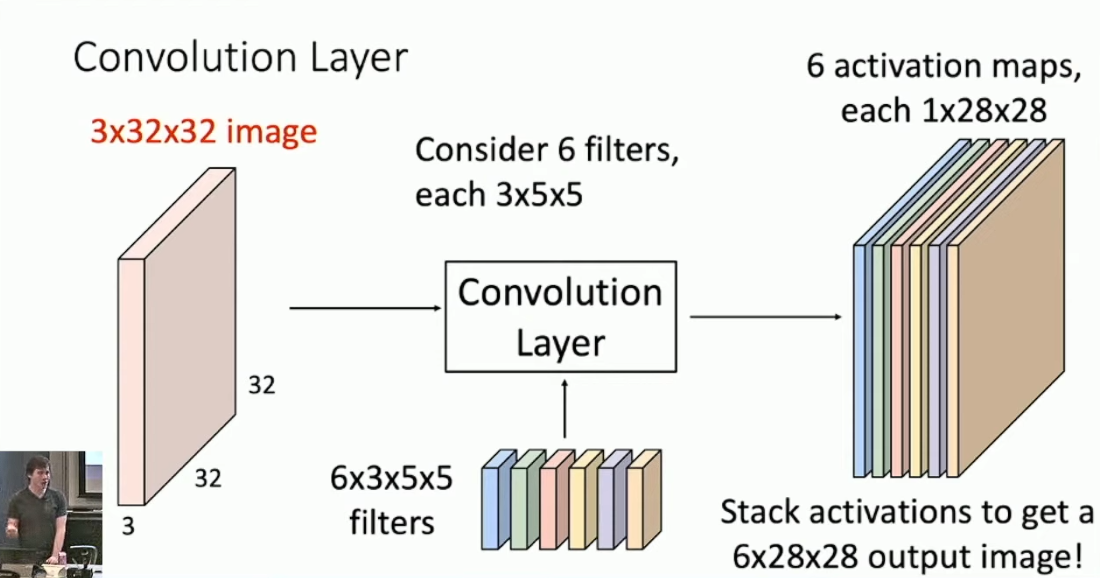 Convolution Layer
3x32x32 image
Consider 6 filters,
each 3x5x5
6 activation maps,
each 1x28x28
Convolution
Layer
32
32
3
6x3x5x5
filters
Stack activations to get a
6x28x28 output image!